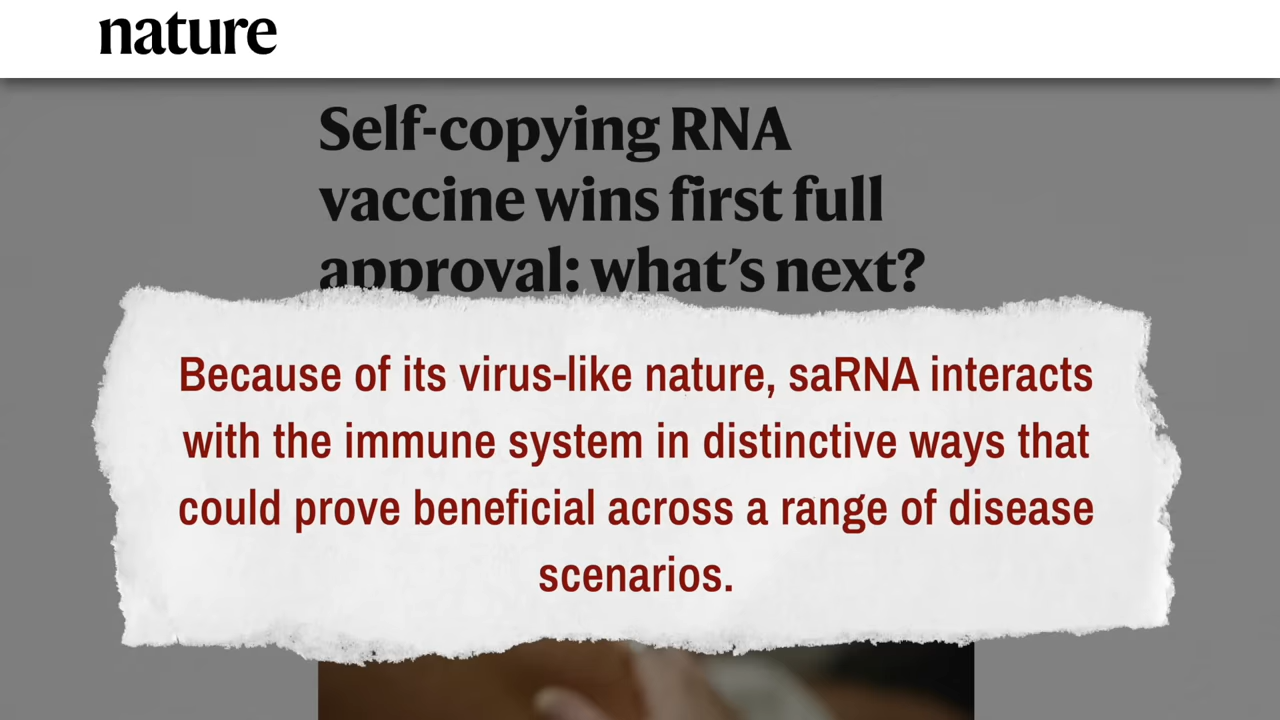 nature
Self-copying RNA
vaccine wins first full
approval: what's next?
Because of its virus-like nature, saRNA interacts
with the immune system in distinctive ways that
could prove beneficial across a range of disease
scenarios.